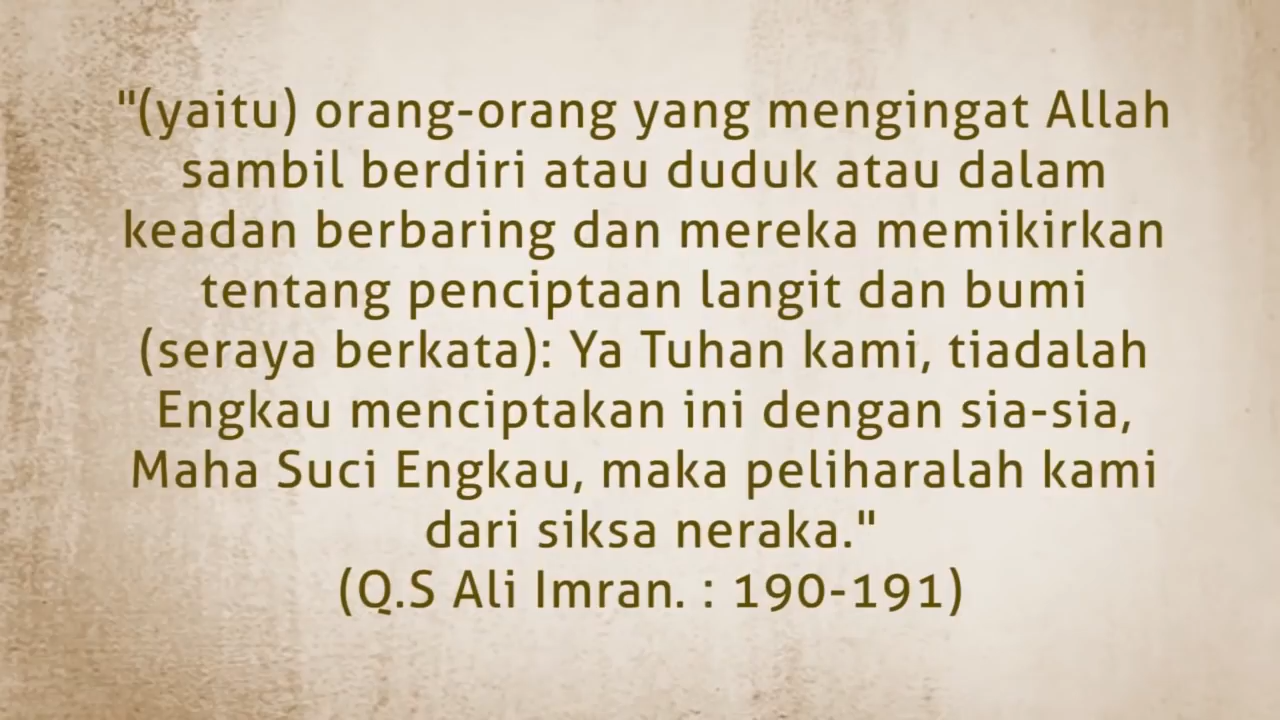 "(yaitu) orang-orang yang mengingat Allah
sambil berdiri atau duduk atau dalam
keadan berbaring dan mereka memikirkan
tentang penciptaan langit dan bumi
(seraya berkata): Ya Tuhan kami, tiadalah
Engkau menciptakan ini dengan sia-sia,
Maha Suci Engkau, maka peliharalah kami
dari siksa neraka."
(Q.S Ali Imran. : 190-191)